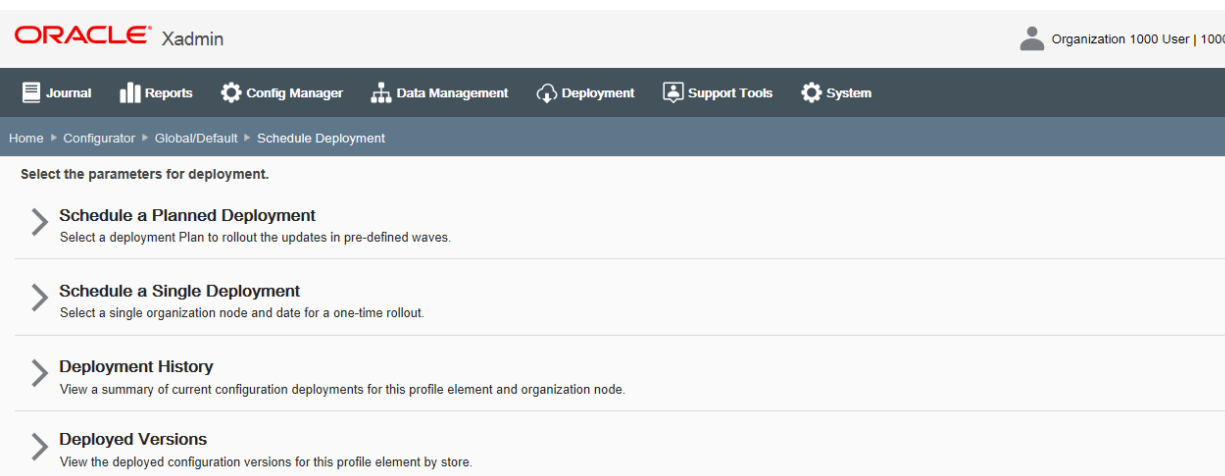 ORACLE® Xadmin
Organization 1000 User | 100
Journal Reports Config Manager Data Management Deployment Support Tools System
Home Configurator Global/Default Schedule Deployment
Select the parameters for deployment.
Schedule a Planned Deployment
Select a deployment Plan to rollout the updates in pre-defined waves.
Schedule a Single Deployment
Select a single organization node and date for a one-time rollout.
Deployment History
View a summary of current configuration deployments for this profile element and organization node.
Deployed Versions
View the deployed configuration versions for this profile element by store.